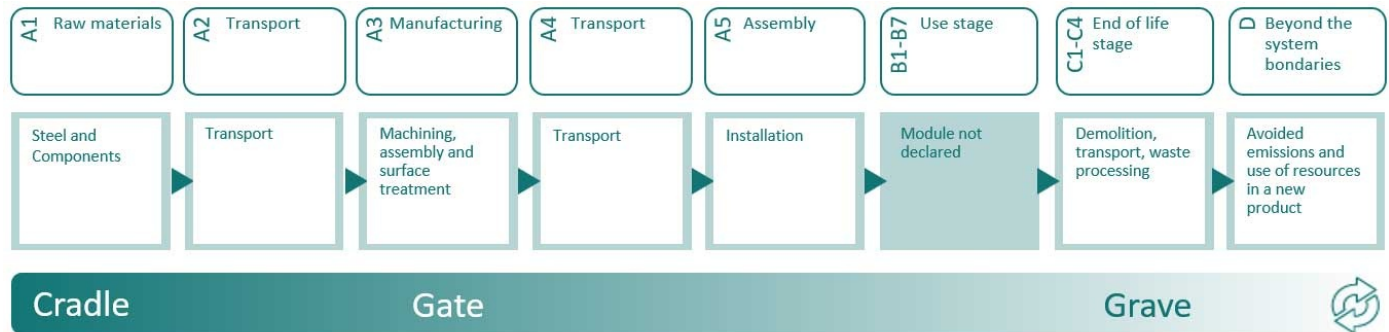 A1 Raw materials
A2 Transport
A3 Manufacturing
A4 Transport
A5 Assembly
B1-B7 Use stage
C1-C4 End of life
stage
D Beyond the
system
bondaries
Steel and
Components
Transport
Machining,
assembly and
surface
treatment
Transport
Installation
Module not
declared
Demolition,
transport, waste
processing
Avoided
emissions and
use of resources
in a new
product
Cradle
Gate
Grave